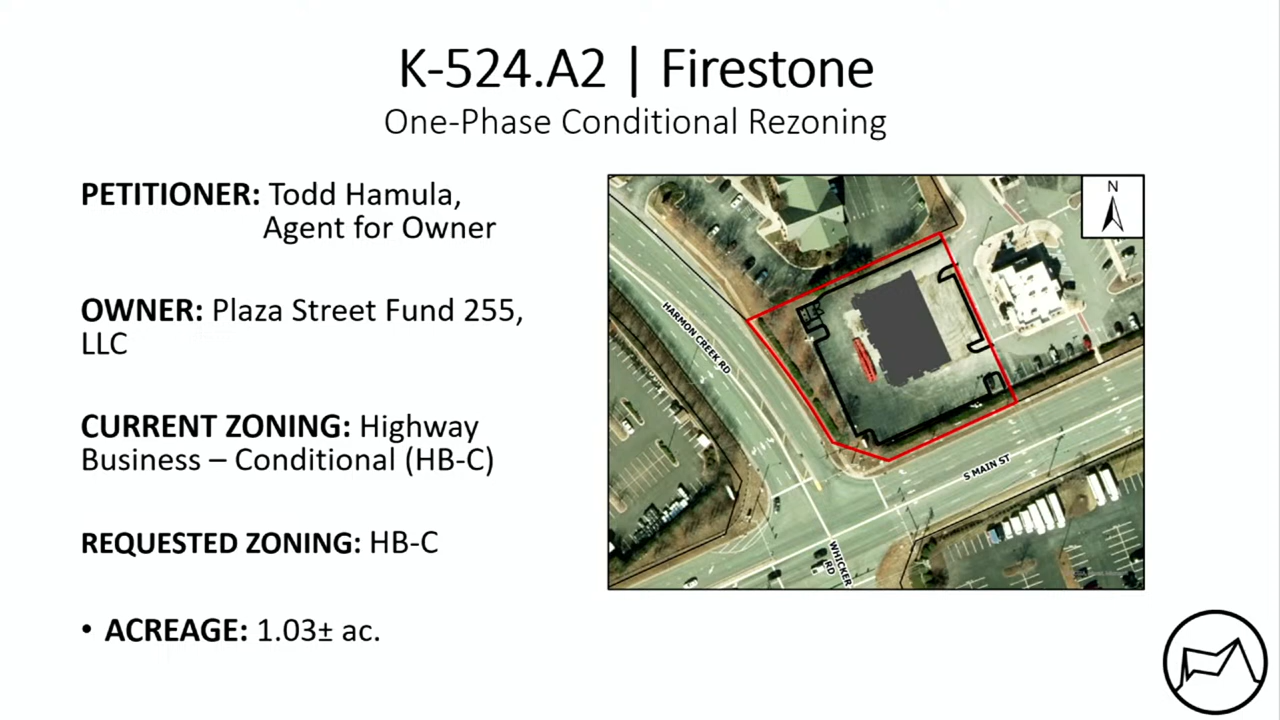 K-524.A2 | Firestone
One-Phase Conditional Rezoning
PETITIONER: Todd Hamula,
Agent for Owner
OWNER: Plaza Street Fund 255,
LLC
CURRENT ZONING: Highway
Business – Conditional (HB-C)
REQUESTED ZONING: HB-C
• ACREAGE: 1.03± ac.
N
HARMON CREEK RD
S MAIN ST
WHICKER
RD